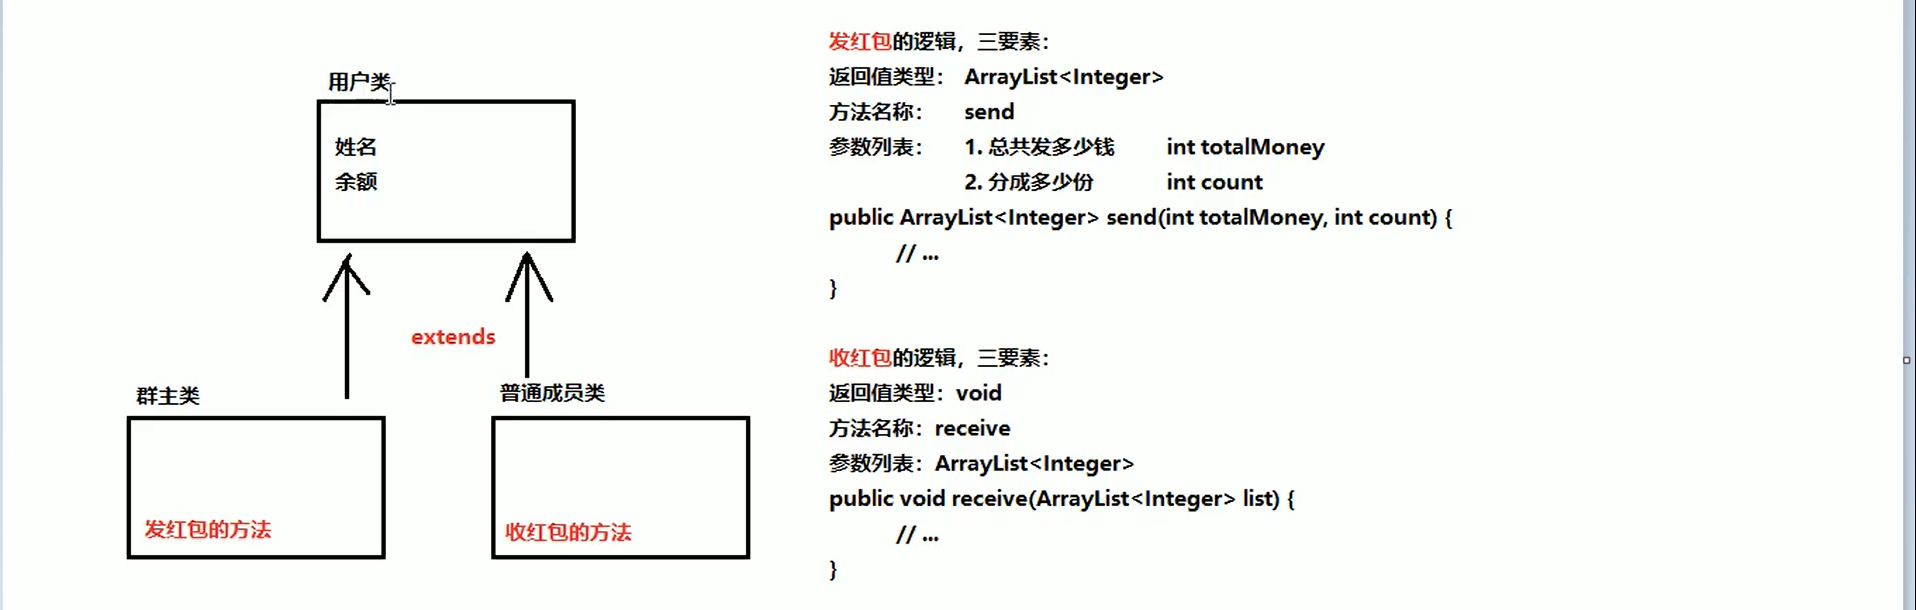 用户类
姓名
余额
extends
群主类
普通成员类
发红包的方法
收红包的方法
发红包的逻辑，三要素：
返回值类型： ArrayList<Integer>
方法名称： send
参数列表： 1. 总共发多少钱 int totalMoney
2. 分成多少份 int count
public ArrayList<Integer> send(int totalMoney, int count) {
// ...
}
收红包的逻辑，三要素：
返回值类型：void
方法名称：receive
参数列表：ArrayList<Integer>
public void receive(ArrayList<Integer> list) {
// ...
}